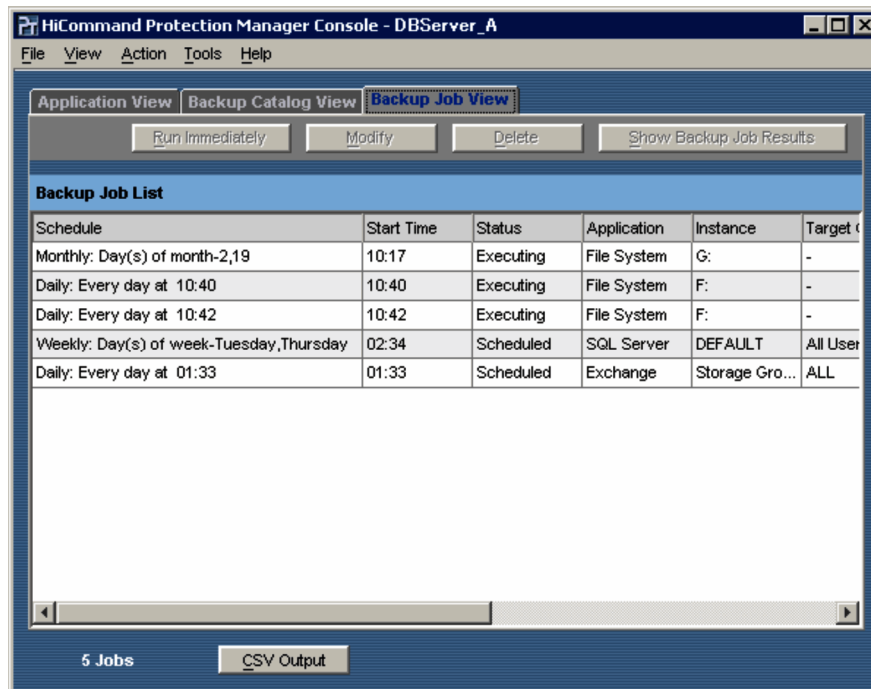 HiCommand Protection Manager Console - DBServer_A
File View Action Tools Help
Application View Backup Catalog View Backup Job View
Run Immediately Modify Delete Show Backup Job Results
Backup Job List
Schedule Start Time Status Application Instance Target
Monthly: Day(s) of month-2,19 10:17 Executing File System G: -
Daily: Every day at 10:40 10:40 Executing File System F: -
Daily: Every day at 10:42 10:42 Executing File System F: -
Weekly: Day(s) of week-Tuesday,Thursday 02:34 Scheduled SQL Server DEFAULT All User
Daily: Every day at 01:33 01:33 Scheduled Exchange Storage Gro... ALL
5 Jobs CSV Output